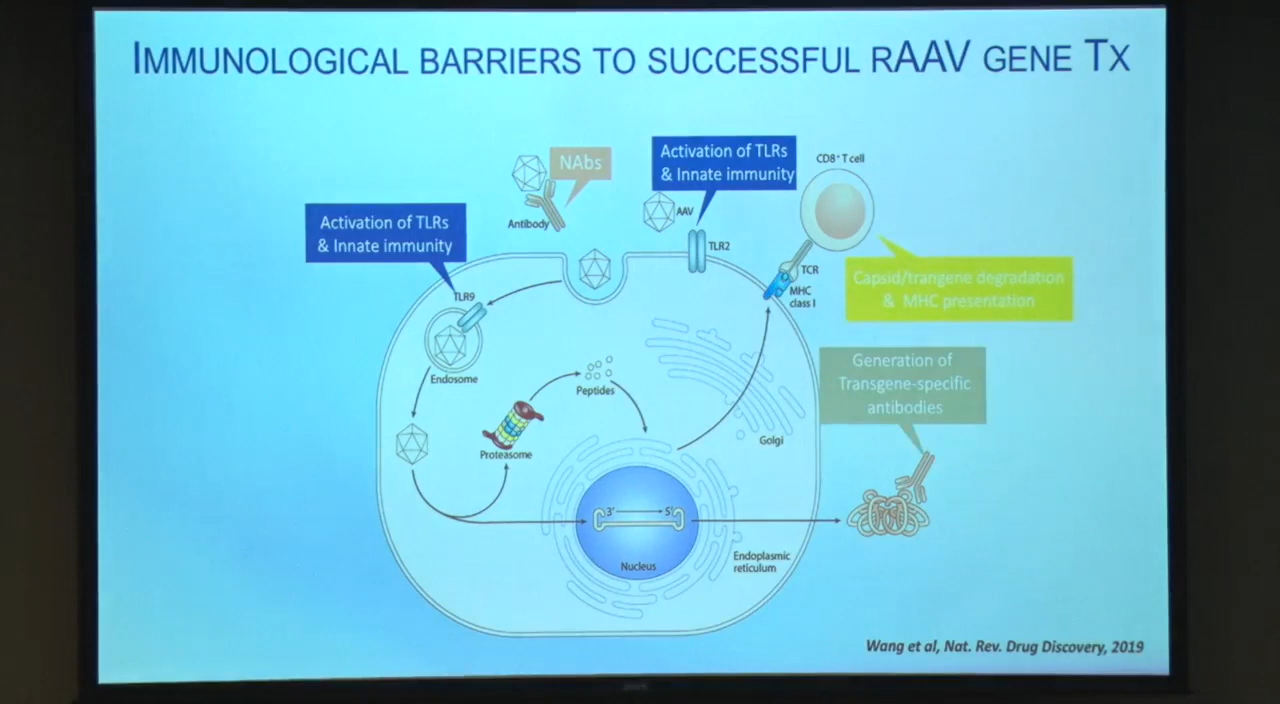 IMMUNOLOGICAL BARRIERS TO SUCCESSFUL RAAV GENE TX
NAbs
Antibody
Activation of TLRs
& Innate immunity
AAV
TLR2
CD8⁺ T cell
Activation of TLRs
& Innate immunity
TLR9
TCR
MHC
class I
Capsid/trangene degradation
& MHC presentation
Endosome
Peptides
Generation of
Transgene-specific
antibodies
Proteasome
Golgi
3' 5'
Nucleus
Endoplasmic
reticulum
Wang et al, Nat. Rev. Drug Discovery, 2019